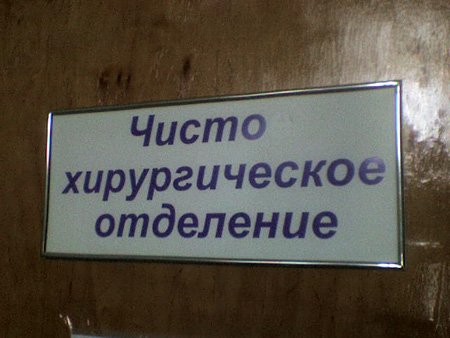 Чисто
хирургическое
отделение